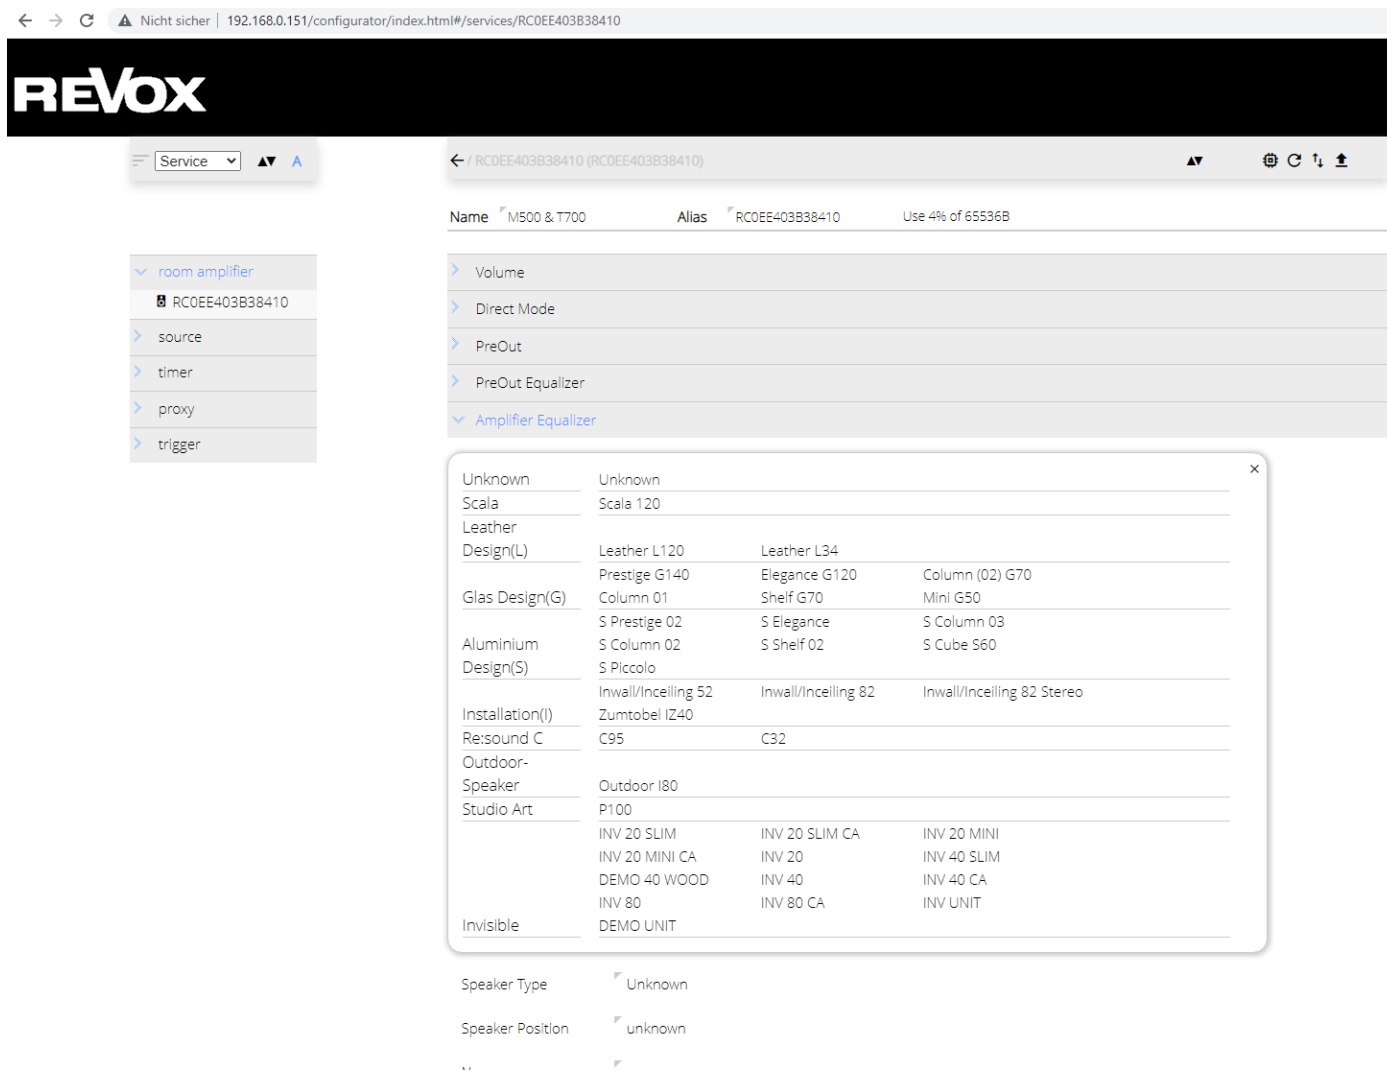 Nicht sicher 192.168.0.151/configurator/index.html#/services/RC0EE403B38410
REVOX
Service A
/ RC0EE403B38410 (RC0EE403B38410)
Name M500 & T700 Alias RC0EE403B38410 Use 4% of 65536B
room amplifier
RC0EE403B38410
source
timer
proxy
trigger
Volume
Direct Mode
PreOut
PreOut Equalizer
Amplifier Equalizer
Unknown Unknown
Scala Scala 120
Leather
Design(L) Leather L120 Leather L34
Prestige G140 Elegance G120 Column (02) G70
Glas Design(G) Column 01 Shelf G70 Mini G50
S Prestige 02 S Elegance S Column 03
Aluminium S Column 02 S Shelf 02 S Cube S60
Design(S) S Piccolo
Inwall/Inceiling 52 Inwall/Inceiling 82 Inwall/Inceiling 82 Stereo
Installation(I) Zumtobel IZ40
Re:sound C C95 C32
Outdoor-
Speaker Outdoor I80
Studio Art P100
INV 20 SLIM INV 20 SLIM CA INV 20 MINI
INV 20 MINI CA INV 20 INV 40 SLIM
DEMO 40 WOOD INV 40 INV 40 CA
INV 80 INV 80 CA INV UNIT
Invisible DEMO UNIT
Speaker Type Unknown
Speaker Position unknown